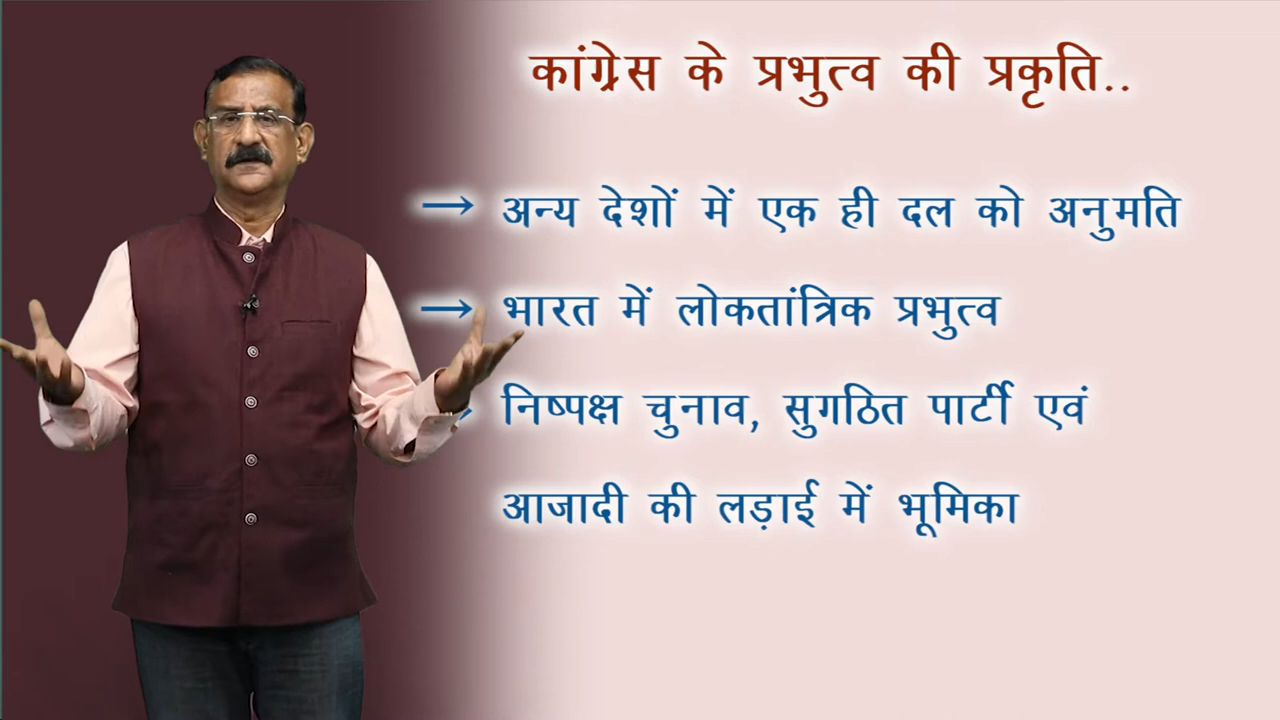 कांग्रेस के प्रभुत्व की प्रकृति..
→ अन्य देशों में एक ही दल को अनुमति
→ भारत में लोकतांत्रिक प्रभुत्व
निष्पक्ष चुनाव, सुगठित पार्टी एवं
आजादी की लड़ाई में भूमिका